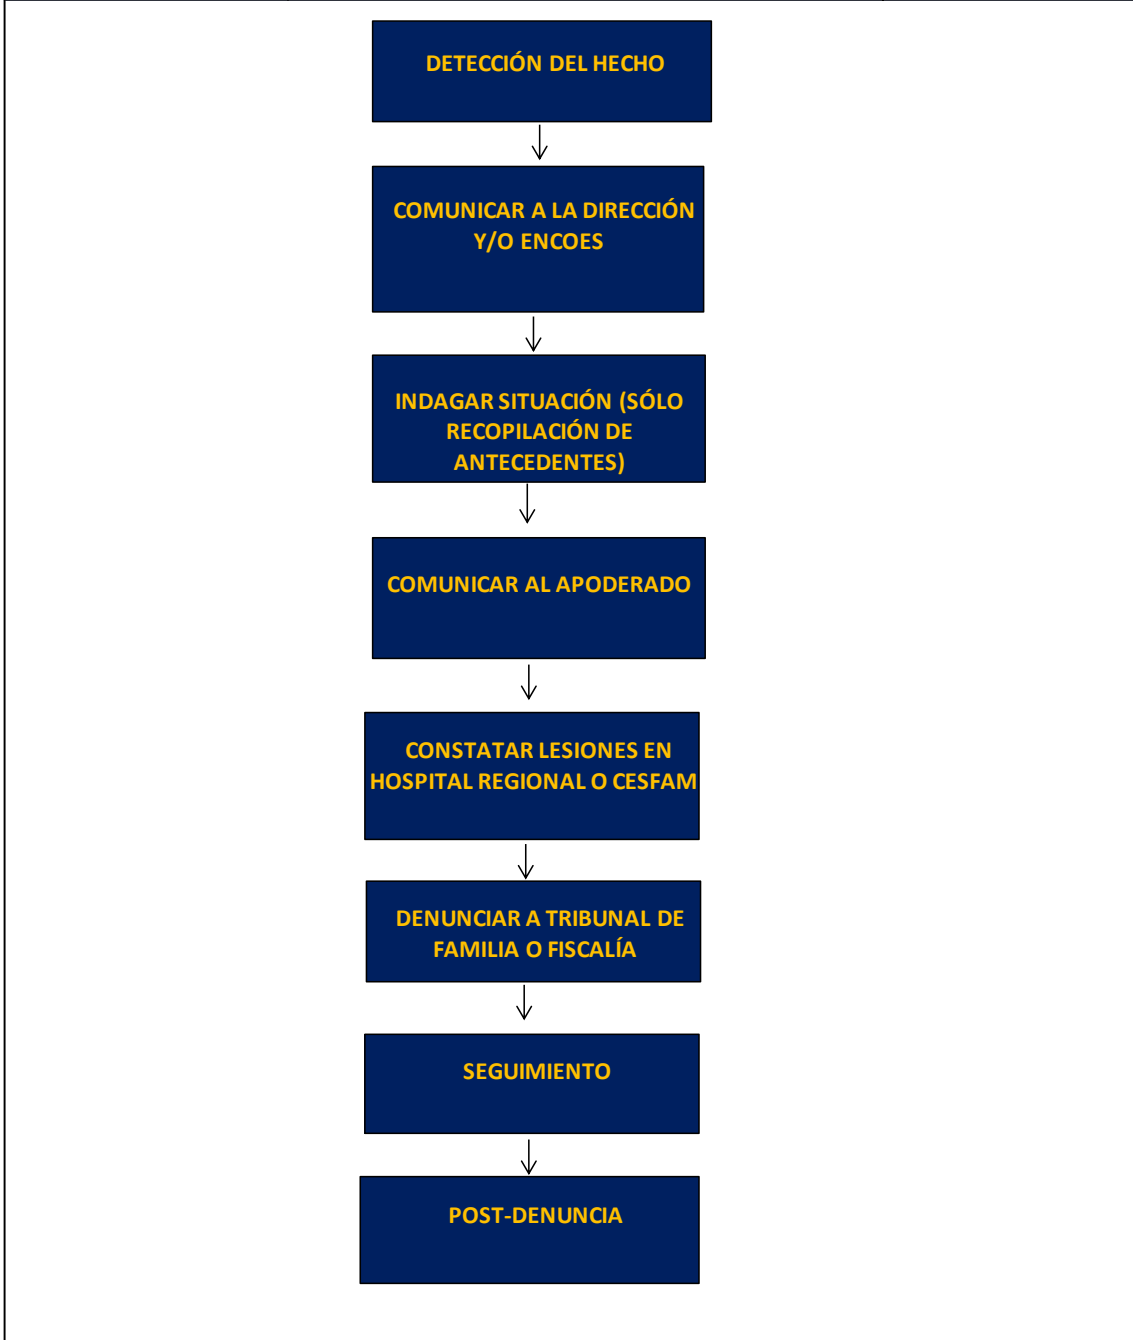 DETECCIÓN DEL HECHO
COMUNICAR A LA DIRECCIÓN
Y/O ENCOES
INDAGAR SITUACIÓN (SÓLO
RECOPILACIÓN DE
ANTECEDENTES)
COMUNICAR AL APODERADO
CONSTATAR LESIONES EN
HOSPITAL REGIONAL O CESFAM
DENUNCIAR A TRIBUNAL DE
FAMILIA O FISCALÍA
SEGUIMIENTO
POST-DENUNCIA